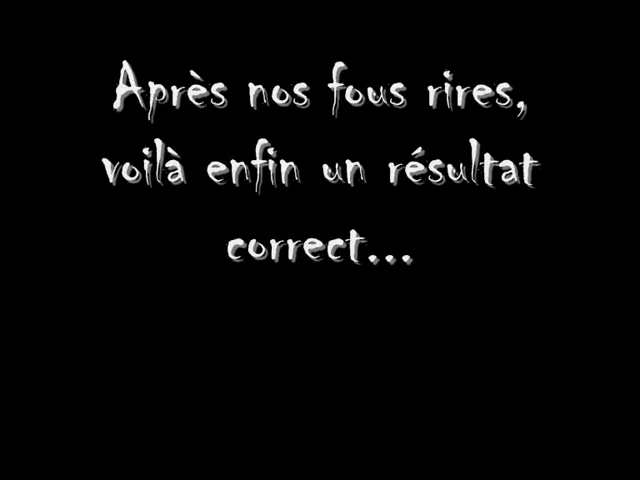 Après nos fous rires,
voilà enfin un résultat
correct...